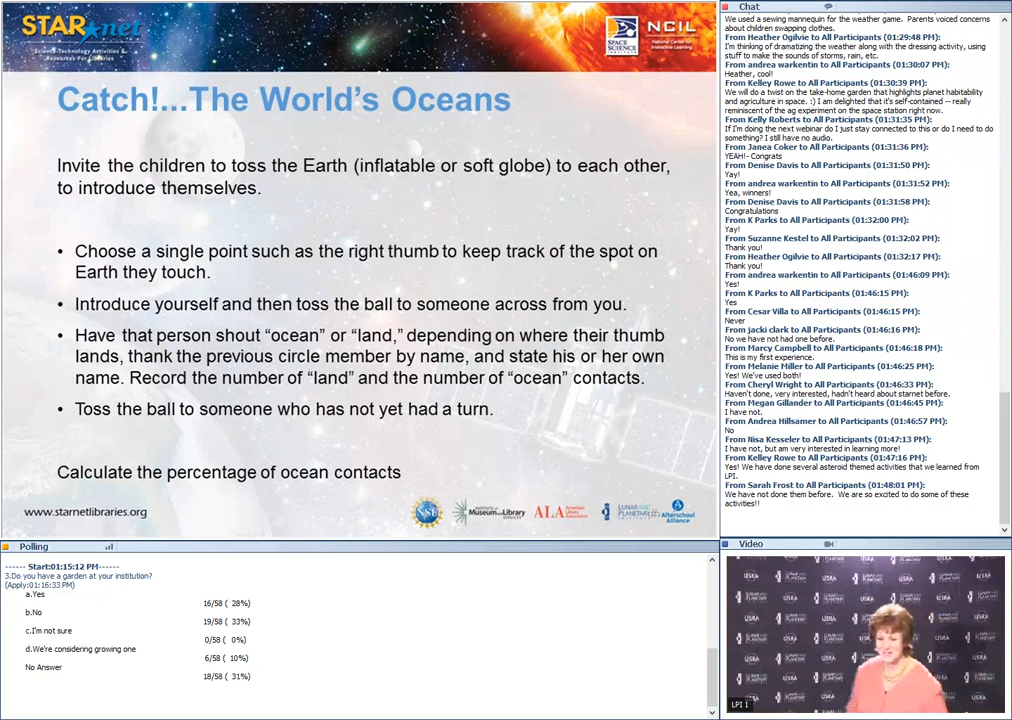 STAR★net
Science-Technology Activities &
Resources For Libraries
SPACE
SCIENCE
INSTITUTE
NCIL
National Center for
Interactive Learning
Catch!...The World's Oceans
Invite the children to toss the Earth (inflatable or soft globe) to each other,
to introduce themselves.
• Choose a single point such as the right thumb to keep track of the spot on
Earth they touch.
• Introduce yourself and then toss the ball to someone across from you.
• Have that person shout “ocean” or “land,” depending on where their thumb
lands, thank the previous circle member by name, and state his or her own
name. Record the number of “land” and the number of “ocean” contacts.
• Toss the ball to someone who has not yet had a turn.
Calculate the percentage of ocean contacts
www.starnetlibraries.org
NSF
INSTITUTE of
Museum and Library
SERVICES
ALA American
Library
Association
LUNAR AND
PLANETARY
INSTITUTE
Afterschool
Alliance
Polling
------ Start:01:15:12 PM------
3.Do you have a garden at your institution?
(Apply:01:16:33 PM)
a.Yes
16/58 ( 28%)
b.No
19/58 ( 33%)
c.I'm not sure
0/58 ( 0%)
d.We're considering growing one
6/58 ( 10%)
No Answer
18/58 ( 31%)
Chat
We used a sewing mannequin for the weather game. Parents voiced concerns
about children swapping clothes.
From Heather Ogilvie to All Participants (01:29:48 PM):
I'm thinking of dramatizing the weather along with the dressing activity, using
stuff to make the sounds of storms, rain, etc.
From andrea warkentin to All Participants (01:30:07 PM):
Heather, cool!
From Kelley Rowe to All Participants (01:30:39 PM):
We will do a twist on the take-home garden that highlights planet habitability
and agriculture in space. :) I am delighted that it's self-contained -- really
reminiscent of the ag experiment on the space station right now.
From Kelly Roberts to All Participants (01:31:35 PM):
If I'm doing the next webinar do I just stay connected to this or do I need to do
something? I still have no audio.
From Janea Coker to All Participants (01:31:36 PM):
YEAH!- Congrats
From Denise Davis to All Participants (01:31:50 PM):
Yay!
From andrea warkentin to All Participants (01:31:52 PM):
Yea, winners!
From Denise Davis to All Participants (01:31:58 PM):
Congratulations
From K Parks to All Participants (01:32:00 PM):
Yay!
From Suzanne Kestel to All Participants (01:32:02 PM):
Thank you!
From Heather Ogilvie to All Participants (01:32:17 PM):
Thank you!
From andrea warkentin to All Participants (01:46:09 PM):
Yes!
From K Parks to All Participants (01:46:15 PM):
Yes
From Cesar Villa to All Participants (01:46:15 PM):
Never
From jacki clark to All Participants (01:46:16 PM):
No we have not had one before.
From Marcy Campbell to All Participants (01:46:18 PM):
This is my first experience.
From Melanie Miller to All Participants (01:46:25 PM):
Yes! We've used both!
From Cheryl Wright to All Participants (01:46:33 PM):
Haven't done, very interested, hadn't heard about starnet before.
From Megan Gillander to All Participants (01:46:45 PM):
I have not.
From Andrea Hillsamer to All Participants (01:46:57 PM):
No
From Nisa Kesseler to All Participants (01:47:13 PM):
I have not, but am very interested in learning more!
From Kelley Rowe to All Participants (01:47:16 PM):
Yes! We have done several asteroid themed activities that we learned from
LPI.
From Sarah Frost to All Participants (01:48:01 PM):
We have not done them before. We are so excited to do some of these
activities!!
Video
USRA
LUNAR AND
PLANETARY
LPI 1